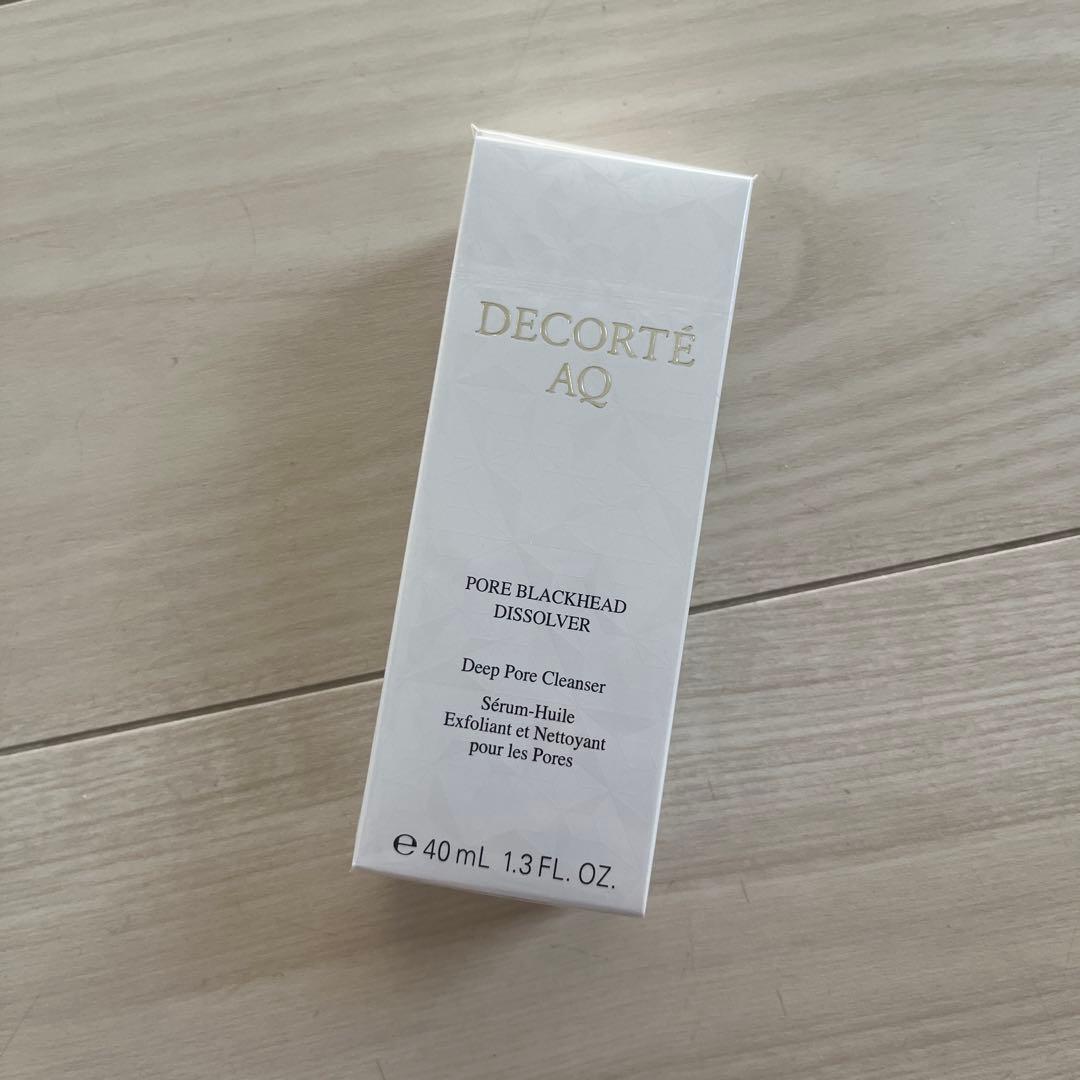 DECORTÉ
AQ
PORE BLACKHEAD
DISSOLVER
Deep Pore Cleanser
Sérum-Huile
Exfoliant et Nettoyant
pour les Pores
℮ 40 mL 1.3 FL. OZ.